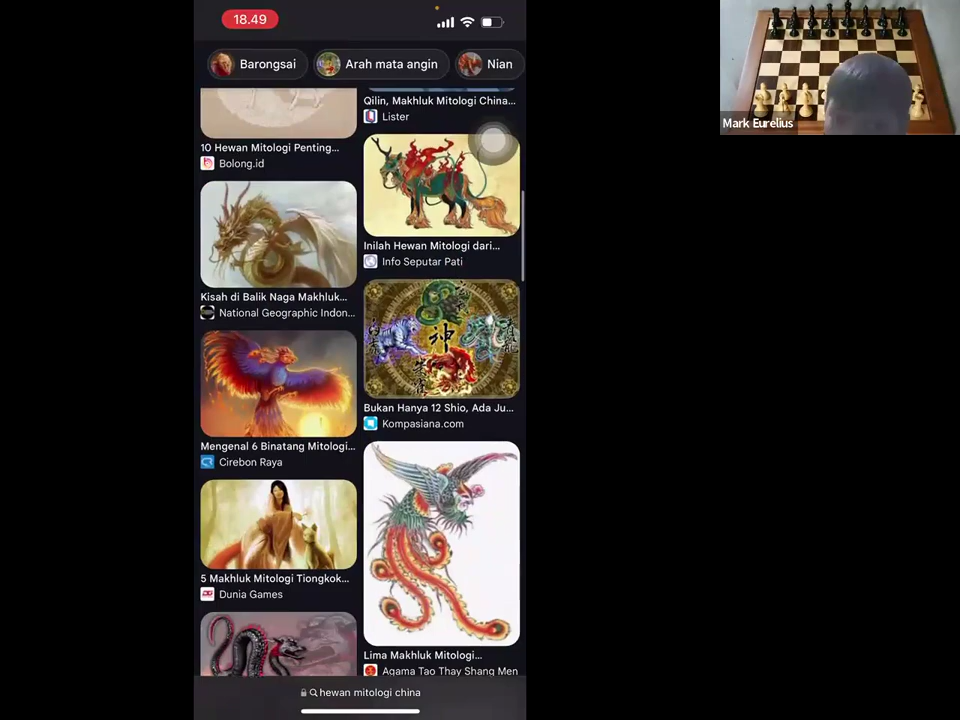 18.49
Barongsai
Arah mata angin
Nian
10 Hewan Mitologi Penting...
Bolong.id
Kisah di Balik Naga Makhluk...
National Geographic Indon...
Mengenal 6 Binatang Mitologi...
Cirebon Raya
5 Makhluk Mitologi Tiongkok...
Dunia Games
Qilin, Makhluk Mitologi China...
Lister
Inilah Hewan Mitologi dari...
Info Seputar Pati
神
Bukan Hanya 12 Shio, Ada Ju...
Kompasiana.com
Lima Makhluk Mitologi...
Agama Tao Thay Shang Men
hewan mitologi china
Mark Eurelius